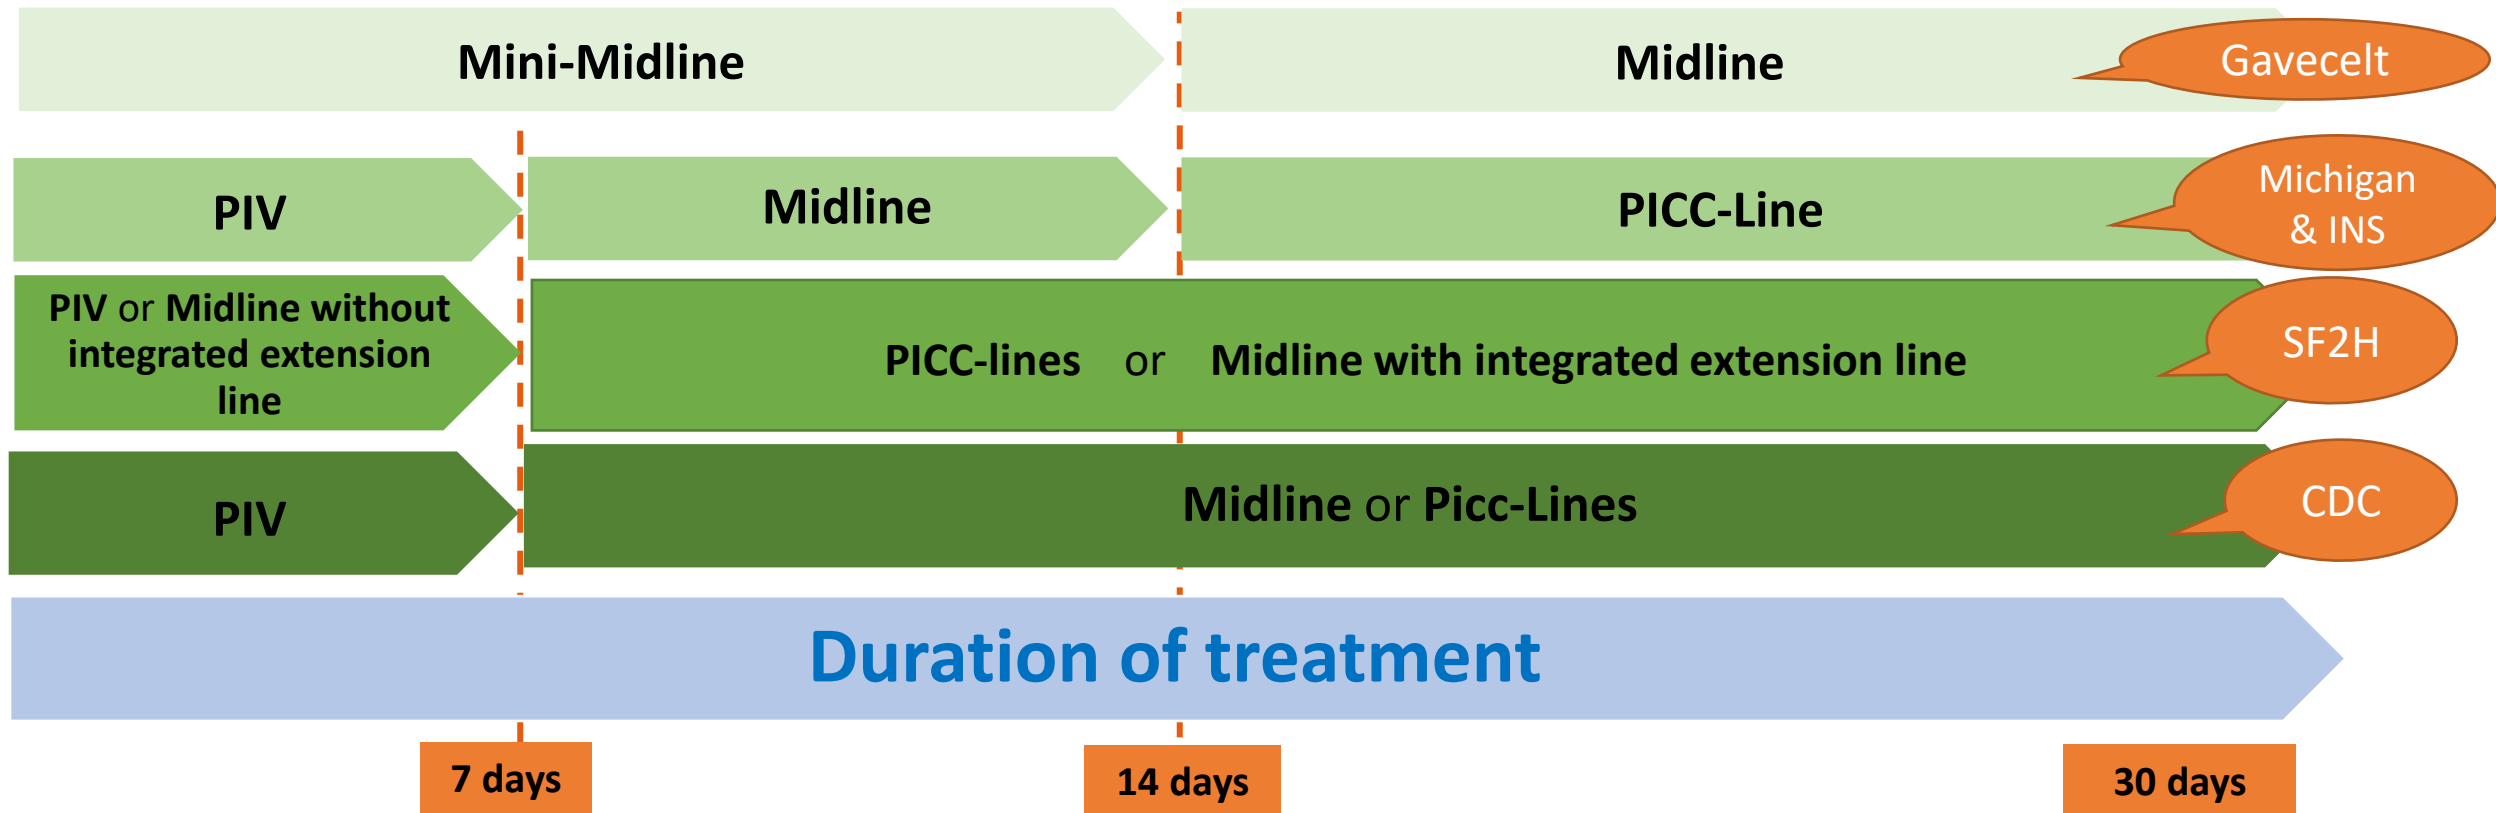 Mini-Midline
Midline
Gavecelt
PIV
Midline
PICC-Line
Michigan
& INS
PIV or Midline without
integrated extension
line
PICC-lines or Midline with integrated extension line
SF2H
PIV
Midline or Picc-Lines
CDC
Duration of treatment
7 days
14 days
30 days